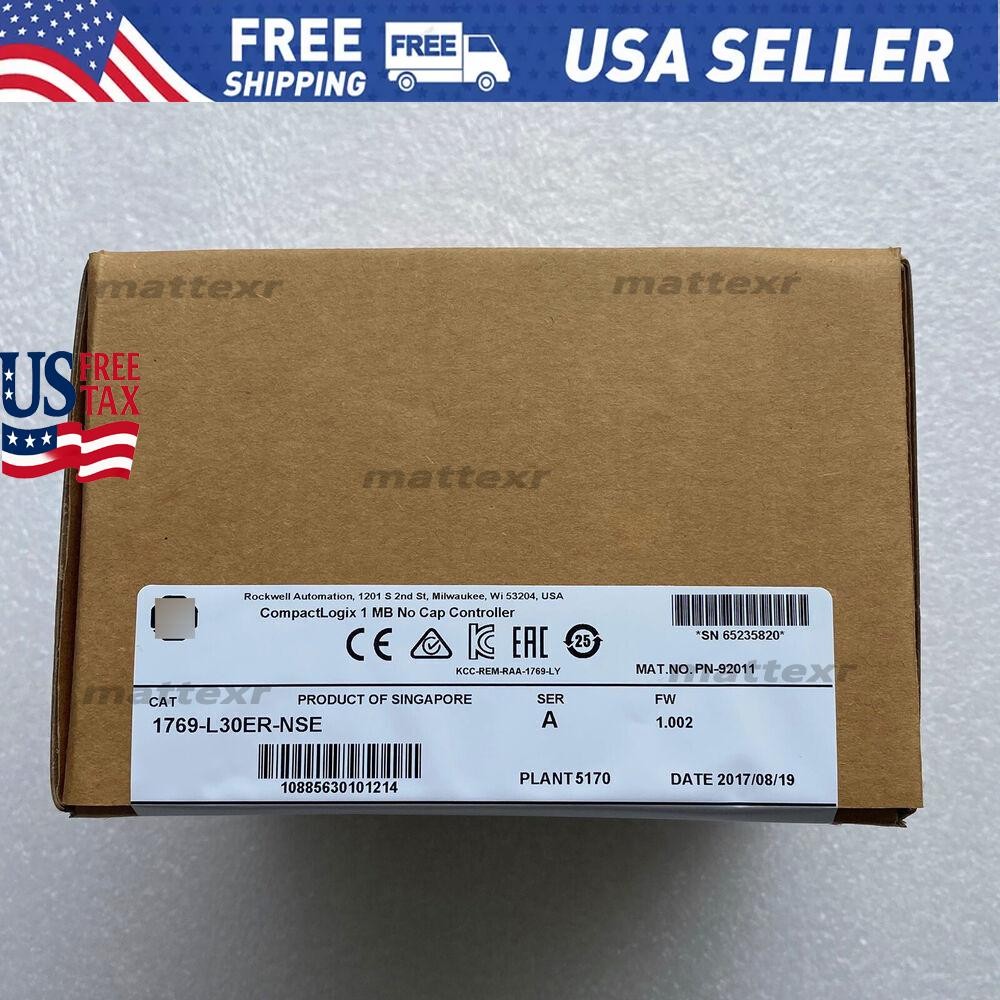 FREE
SHIPPING
FREE
USA SELLER
mattexr
mattexr
US FREE
TAX
mattexr
Rockwell Automation, 1201 S 2nd St, Milwaukee, Wi 53204, USA
CompactLogix 1 MB No Cap Controller
CE KC EAC 25
KCC-REM-RAA-1769-LY
*SN 65235820*
MAT.NO. PN-92011
mattexr
mattexr
CAT
PRODUCT OF SINGAPORE
SER
FW
1769-L30ER-NSE
A
1.002
10885630101214
PLANT 5170
DATE 2017/08/19